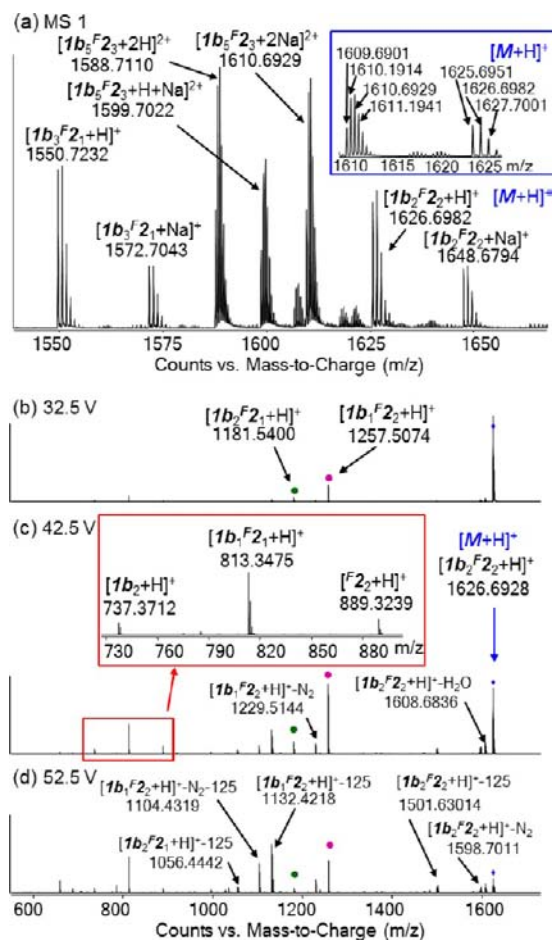 (a) MS 1
[1b₅ᶠ2₃+2H]²⁺
1588.7110
[1b₅ᶠ2₃+2Na]²⁺
1610.6929
[1b₅ᶠ2₃+H+Na]²⁺
1599.7022
[1b₃ᶠ2₁+H]⁺
1550.7232
[1b₃ᶠ2₁+Na]⁺
1572.7043
[M+H]⁺
1609.6901
1610.1914
1610.6929
1611.1941
1625.6951
1626.6982
1627.7001
1610 1615 1620 1625 m/z
[M+H]⁺
[1b₂ᶠ2₂+H]⁺
1626.6982
[1b₂ᶠ2₂+Na]⁺
1648.6794
1550 1575 1600 1625 1650
Counts vs. Mass-to-Charge (m/z)
(b) 32.5 V
[1b₂ᶠ2₁+H]⁺
1181.5400
[1b₁ᶠ2₂+H]⁺
1257.5074
(c) 42.5 V
[1b₁ᶠ2₁+H]⁺
813.3475
[1b₂+H]⁺
737.3712
[ᶠ2₂+H]⁺
889.3239
730 760 790 820 850 880 m/z
[M+H]⁺
[1b₂ᶠ2₂+H]⁺
1626.6928
[1b₁ᶠ2₂+H]⁺-N₂
1229.5144
[1b₂ᶠ2₂+H]⁺-H₂O
1608.6836
(d) 52.5 V
[1b₁ᶠ2₂+H]⁺-N₂-125
1104.4319
[1b₁ᶠ2₂+H]⁺-125
1132.4218
[1b₂ᶠ2₂+H]⁺-125
1501.63014
[1b₂ᶠ2₁+H]⁺-125
1056.4442
[1b₂ᶠ2₂+H]⁺-N₂
1598.7011
600 800 1000 1200 1400 1600
Counts vs. Mass-to-Charge (m/z)